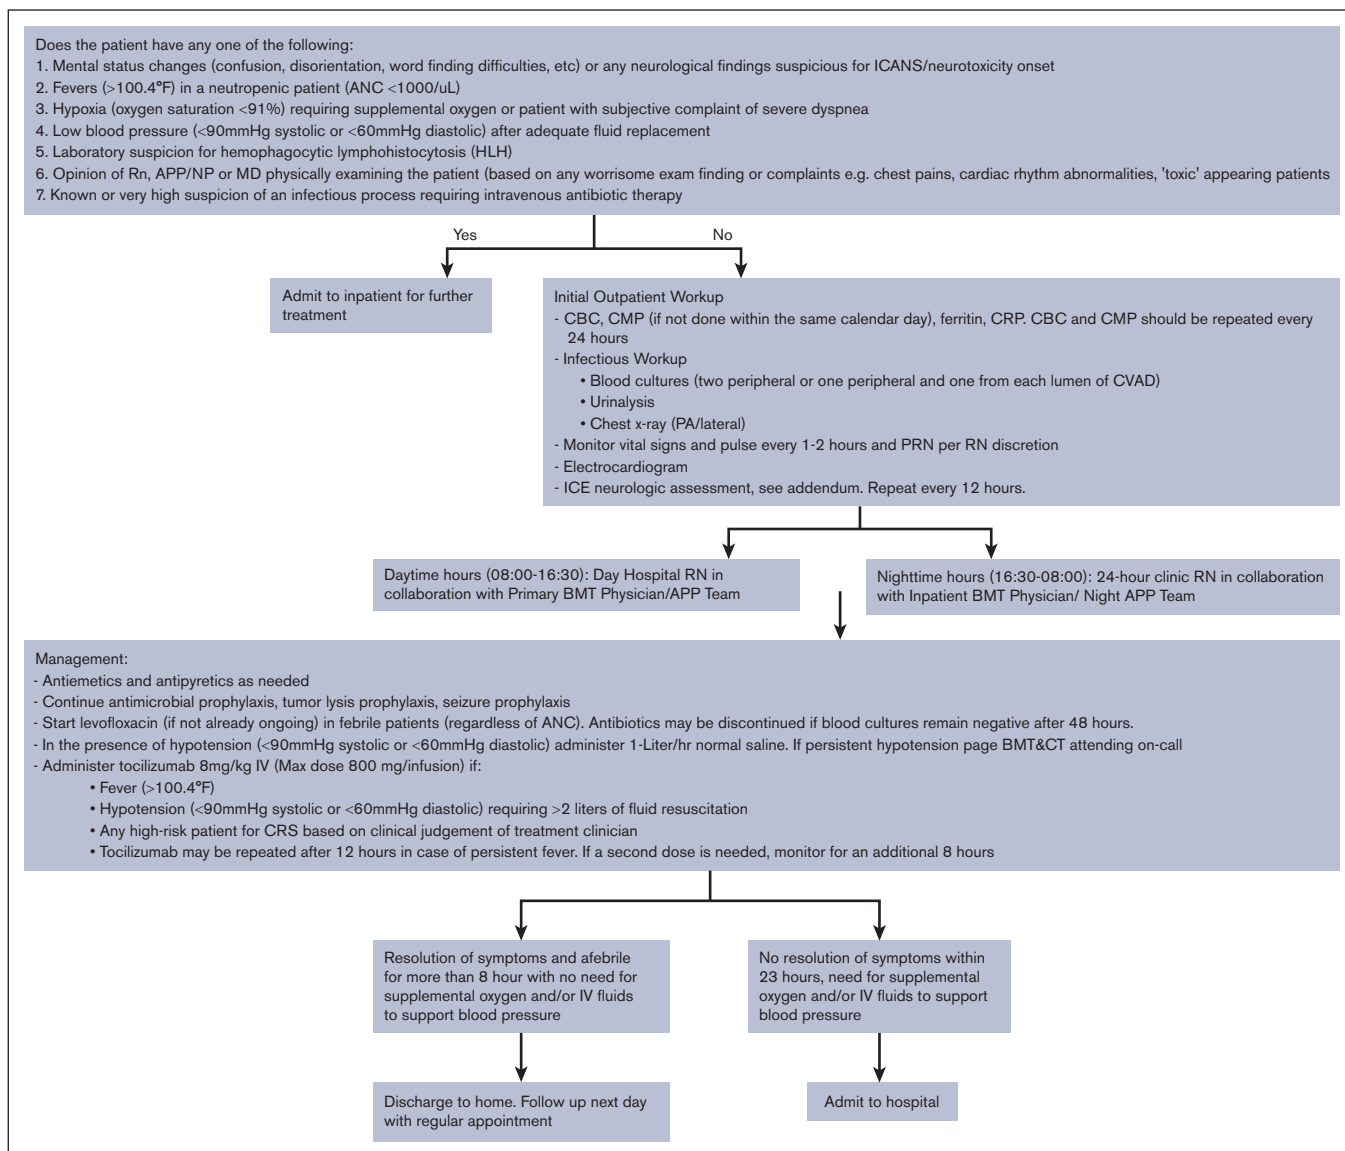 Does the patient have any one of the following:
1. Mental status changes (confusion, disorientation, word finding difficulties, etc) or any neurological findings suspicious for ICANS/neurotoxicity onset
2. Fevers (>100.4°F) in a neutropenic patient (ANC <1000/uL)
3. Hypoxia (oxygen saturation <91%) requiring supplemental oxygen or patient with subjective complaint of severe dyspnea
4. Low blood pressure (<90mmHg systolic or <60mmHg diastolic) after adequate fluid replacement
5. Laboratory suspicion for hemophagocytic lymphohistocytosis (HLH)
6. Opinion of Rn, APP/NP or MD physically examining the patient (based on any worrisome exam finding or complaints e.g. chest pains, cardiac rhythm abnormalities, 'toxic' appearing patients
7. Known or very high suspicion of an infectious process requiring intravenous antibiotic therapy
Yes
No
Admit to inpatient for further
treatment
Initial Outpatient Workup
- CBC, CMP (if not done within the same calendar day), ferritin, CRP. CBC and CMP should be repeated every
24 hours
- Infectious Workup
• Blood cultures (two peripheral or one peripheral and one from each lumen of CVAD)
• Urinalysis
• Chest x-ray (PA/lateral)
- Monitor vital signs and pulse every 1-2 hours and PRN per RN discretion
- Electrocardiogram
- ICE neurologic assessment, see addendum. Repeat every 12 hours.
Daytime hours (08:00-16:30): Day Hospital RN in
collaboration with Primary BMT Physician/APP Team
Nighttime hours (16:30-08:00): 24-hour clinic RN in collaboration
with Inpatient BMT Physician/ Night APP Team
Management:
- Antiemetics and antipyretics as needed
- Continue antimicrobial prophylaxis, tumor lysis prophylaxis, seizure prophylaxis
- Start levofloxacin (if not already ongoing) in febrile patients (regardless of ANC). Antibiotics may be discontinued if blood cultures remain negative after 48 hours.
- In the presence of hypotension (<90mmHg systolic or <60mmHg diastolic) administer 1-Liter/hr normal saline. If persistent hypotension page BMT&CT attending on-call
- Administer tocilizumab 8mg/kg IV (Max dose 800 mg/infusion) if:
• Fever (>100.4°F)
• Hypotension (<90mmHg systolic or <60mmHg diastolic) requiring >2 liters of fluid resuscitation
• Any high-risk patient for CRS based on clinical judgement of treatment clinician
• Tocilizumab may be repeated after 12 hours in case of persistent fever. If a second dose is needed, monitor for an additional 8 hours
Resolution of symptoms and afebrile
for more than 8 hour with no need for
supplemental oxygen and/or IV fluids
to support blood pressure
No resolution of symptoms within
23 hours, need for supplemental
oxygen and/or IV fluids to support
blood pressure
Discharge to home. Follow up next day
with regular appointment
Admit to hospital